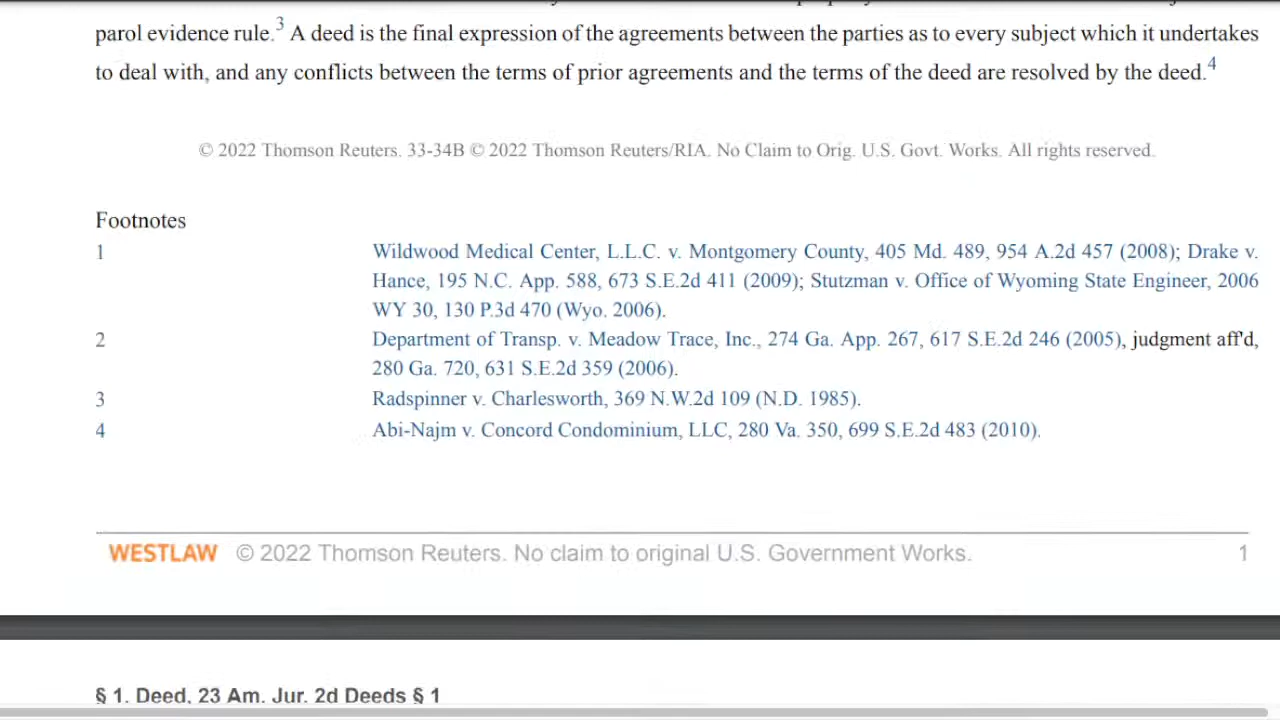 parol evidence rule.3 A deed is the final expression of the agreements between the parties as to every subject which it undertakes
to deal with, and any conflicts between the terms of prior agreements and the terms of the deed are resolved by the deed.4
© 2022 Thomson Reuters. 33-34B © 2022 Thomson Reuters/RIA. No Claim to Orig. U.S. Govt. Works. All rights reserved.
Footnotes
1 Wildwood Medical Center, L.L.C. v. Montgomery County, 405 Md. 489, 954 A.2d 457 (2008); Drake v.
Hance, 195 N.C. App. 588, 673 S.E.2d 411 (2009); Stutzman v. Office of Wyoming State Engineer, 2006
WY 30, 130 P.3d 470 (Wyo. 2006).
2 Department of Transp. v. Meadow Trace, Inc., 274 Ga. App. 267, 617 S.E.2d 246 (2005), judgment aff'd,
280 Ga. 720, 631 S.E.2d 359 (2006).
3 Radspinner v. Charlesworth, 369 N.W.2d 109 (N.D. 1985).
4 Abi-Najm v. Concord Condominium, LLC, 280 Va. 350, 699 S.E.2d 483 (2010).
WESTLAW © 2022 Thomson Reuters. No claim to original U.S. Government Works. 1
§ 1. Deed, 23 Am. Jur. 2d Deeds § 1